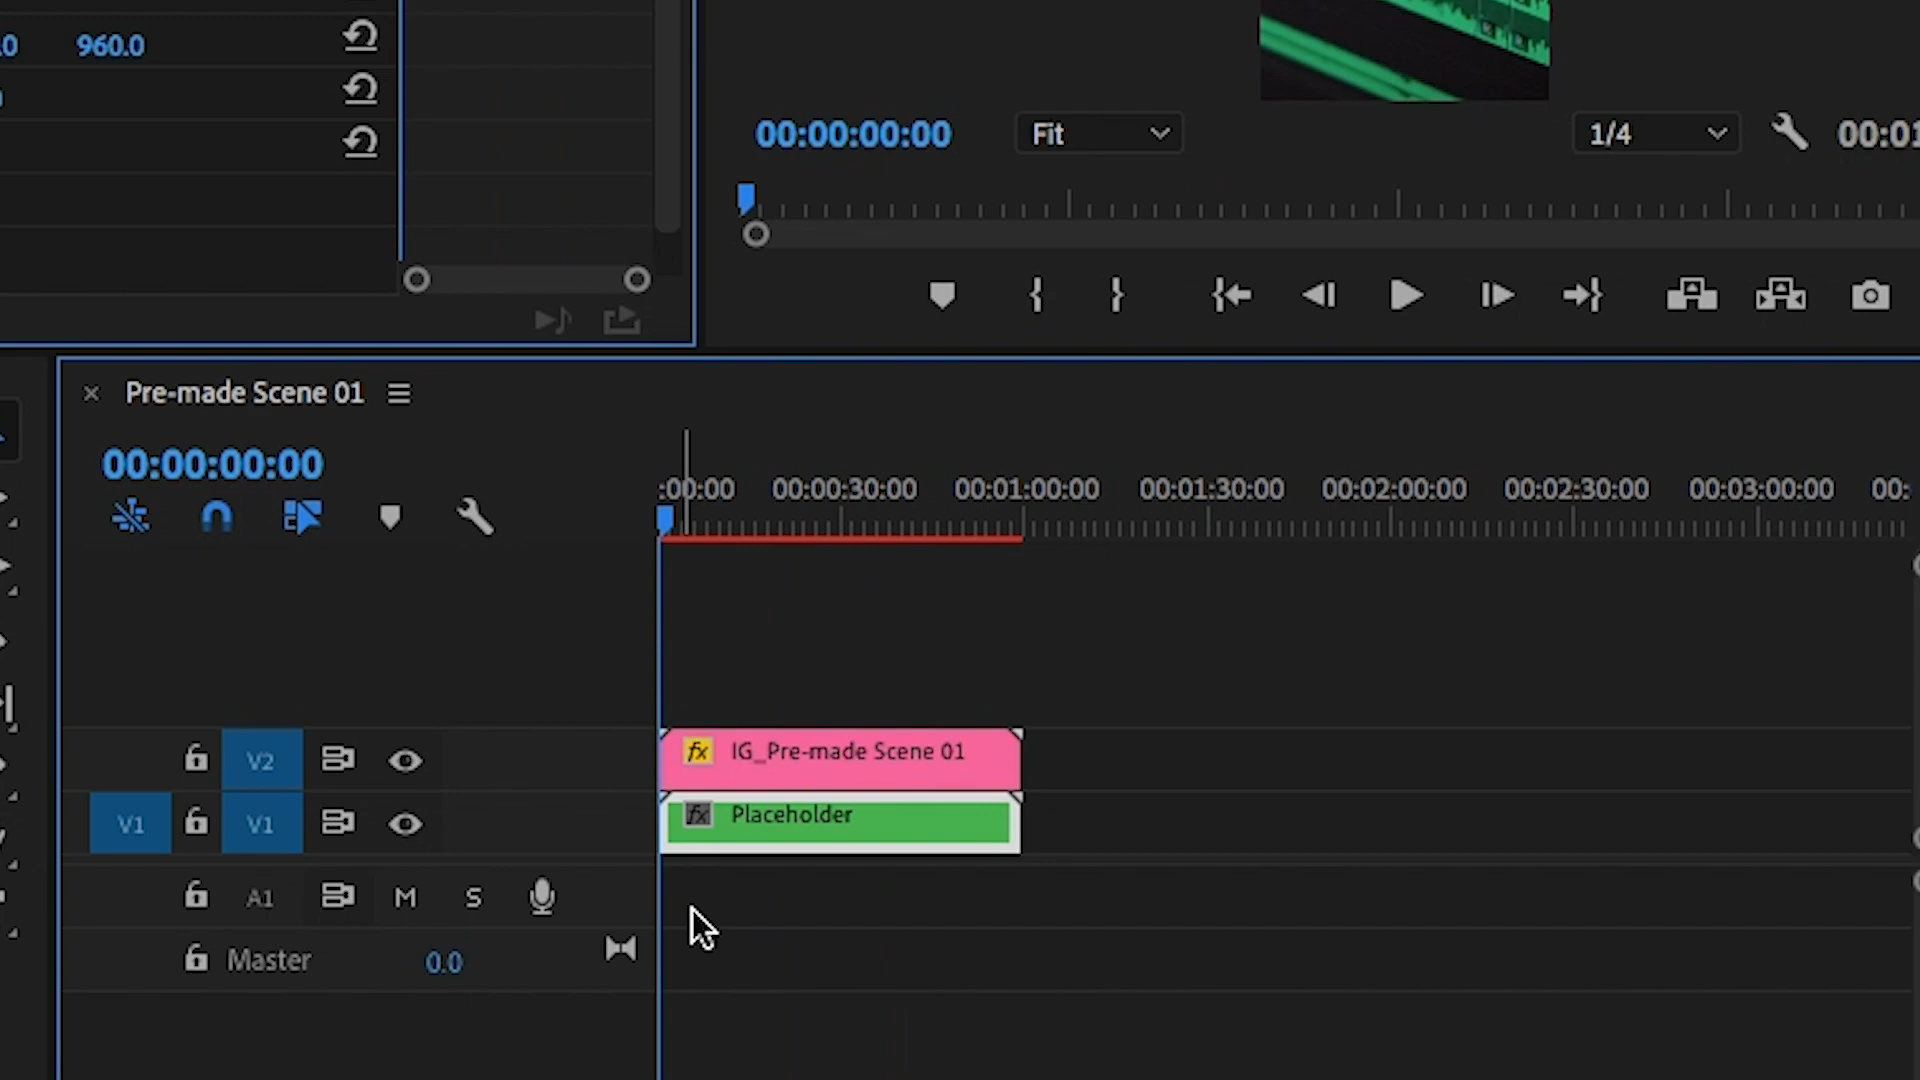 .0 960.0
00:00:00:00 Fit 1/4 00:01
Pre-made Scene 01
00:00:00:00
:00:00 00:00:30:00 00:01:00:00 00:01:30:00 00:02:00:00 00:02:30:00 00:03:00:00 00:
V2 fx IG_Pre-made Scene 01
V1 V1 fx Placeholder
A1 M S
Master 0.0